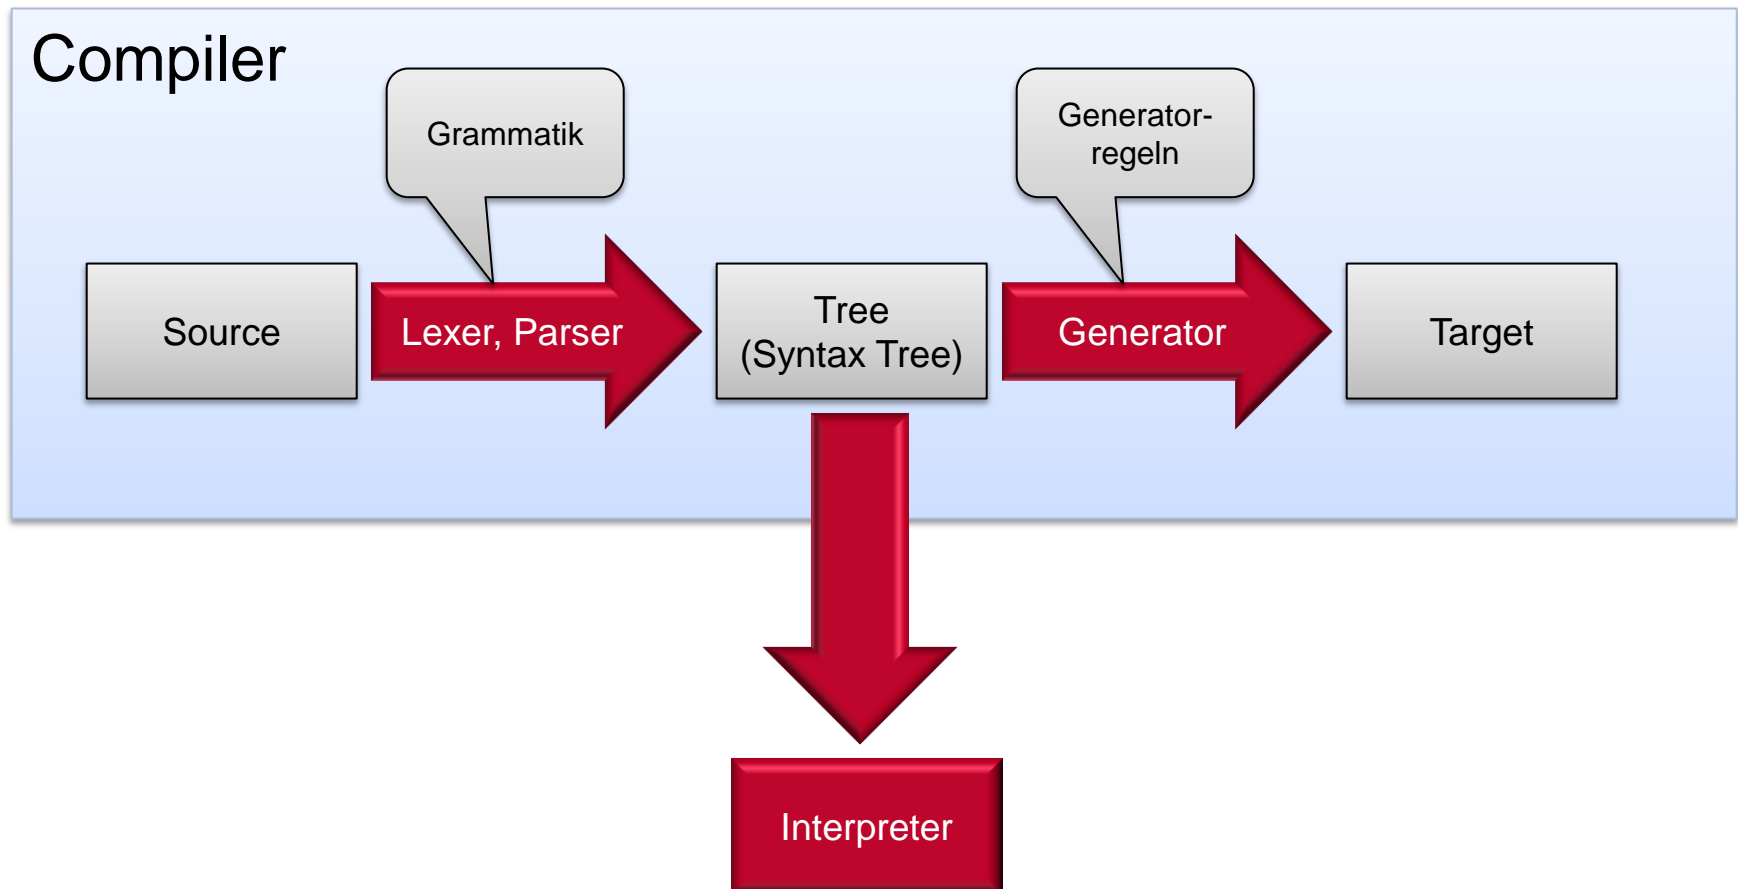 Compiler
Grammatik
Generator-
regeln
Source
Lexer, Parser
Tree
(Syntax Tree)
Generator
Target
Interpreter